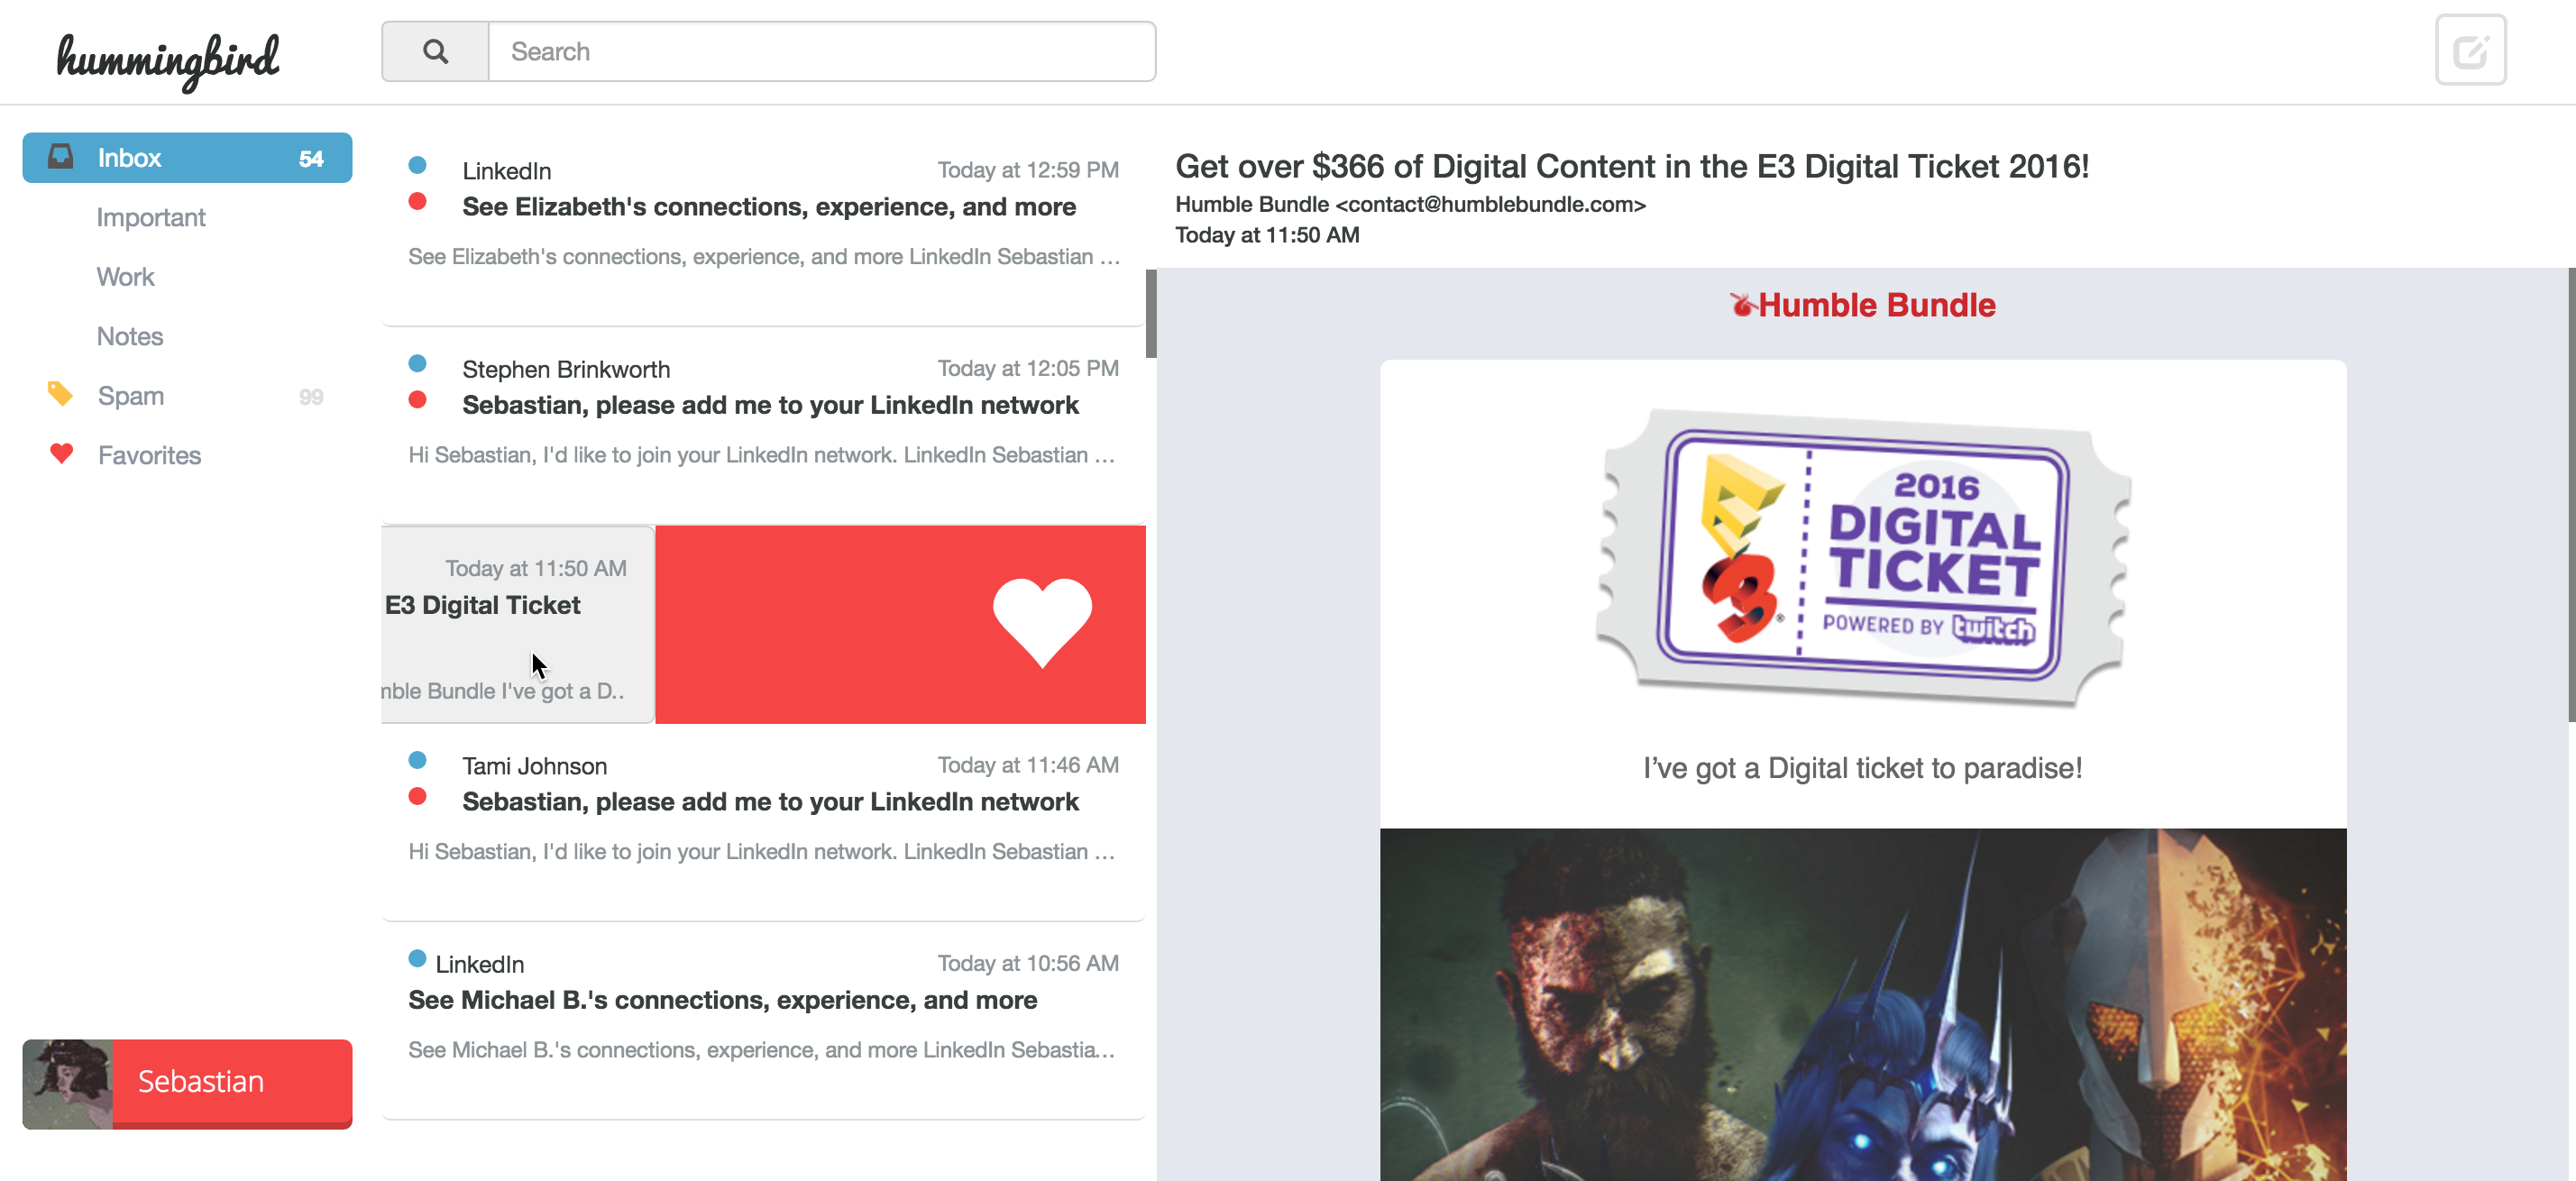 hummingbird
Search
Inbox 54
Important
Work
Notes
Spam 99
Favorites
Sebastian
LinkedIn Today at 12:59 PM
See Elizabeth's connections, experience, and more
See Elizabeth's connections, experience, and more LinkedIn Sebastian ...
Stephen Brinkworth Today at 12:05 PM
Sebastian, please add me to your LinkedIn network
Hi Sebastian, I'd like to join your LinkedIn network. LinkedIn Sebastian ...
Today at 11:50 AM
E3 Digital Ticket
Bundle I've got a D..
Tami Johnson Today at 11:46 AM
Sebastian, please add me to your LinkedIn network
Hi Sebastian, I'd like to join your LinkedIn network. LinkedIn Sebastian ...
LinkedIn Today at 10:56 AM
See Michael B.'s connections, experience, and more
See Michael B.'s connections, experience, and more LinkedIn Sebastia...
Get over $366 of Digital Content in the E3 Digital Ticket 2016!
Humble Bundle <contact@humblebundle.com>
Today at 11:50 AM
Humble Bundle
E3®
2016
DIGITAL
TICKET
POWERED BY twitch
I've got a Digital ticket to paradise!